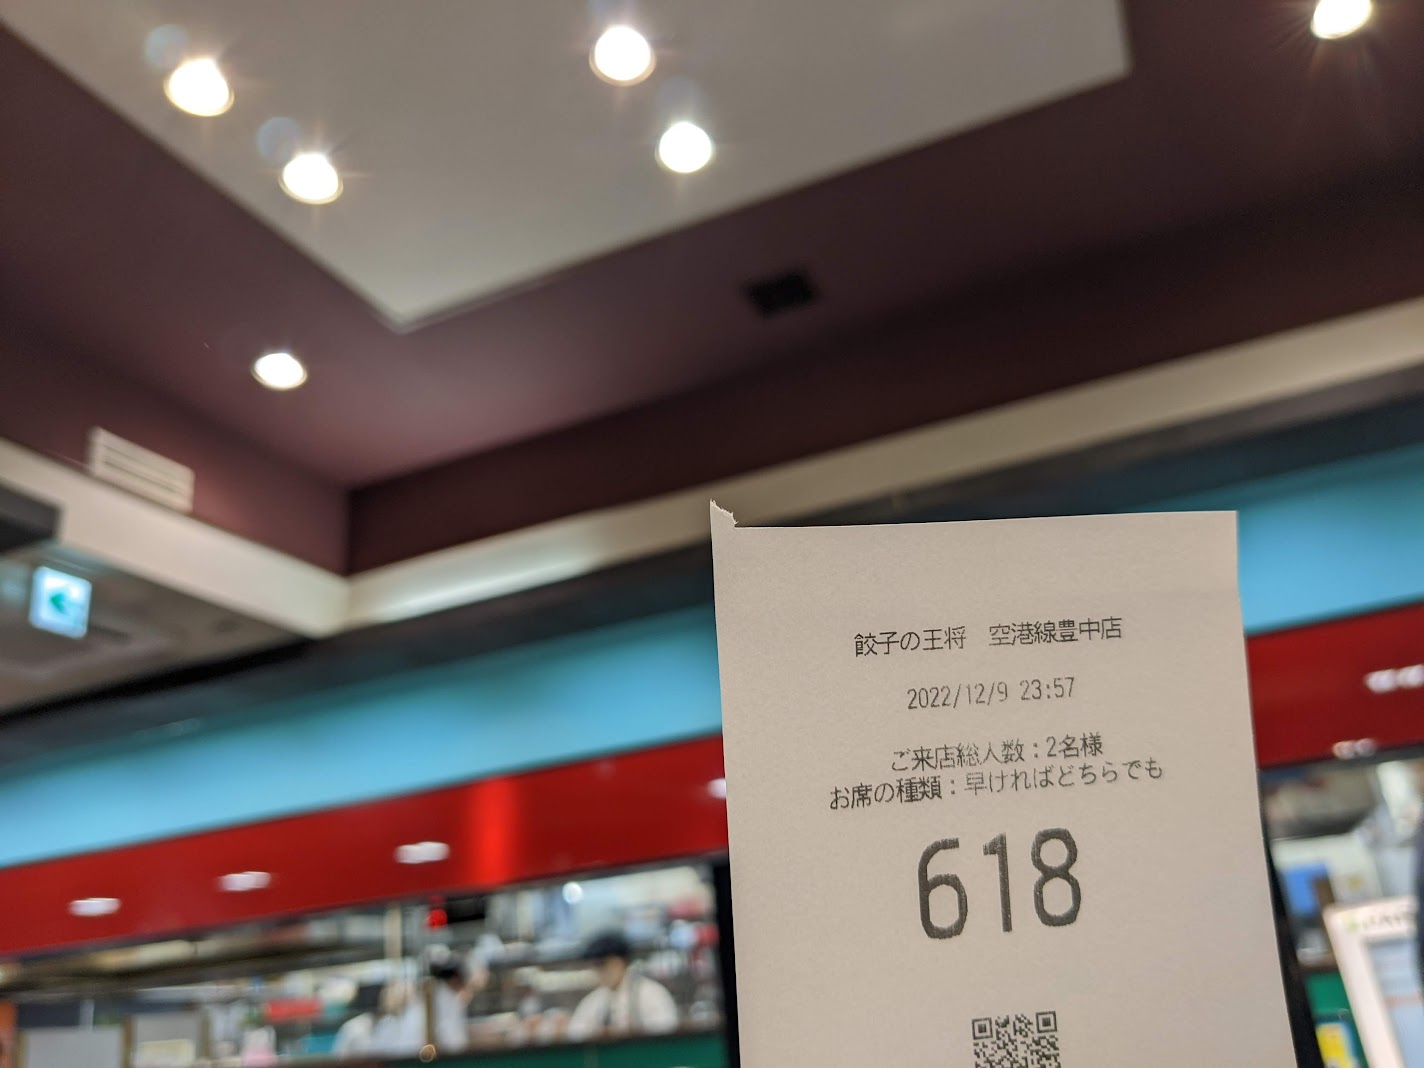 餃子の王将　空港線豊中店
2022/12/9 23:57
ご来店総人数：2名様
お席の種類：早ければどちらでも
618